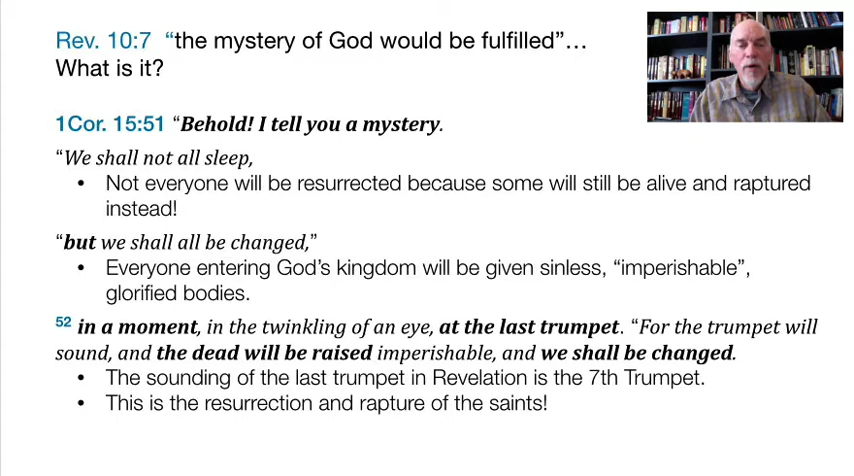 Rev. 10:7 “the mystery of God would be fulfilled”…
What is it?
1Cor. 15:51 “Behold! I tell you a mystery.
“We shall not all sleep,
• Not everyone will be resurrected because some will still be alive and raptured
instead!
“but we shall all be changed,”
• Everyone entering God’s kingdom will be given sinless, “imperishable”,
glorified bodies.
52 in a moment, in the twinkling of an eye, at the last trumpet. “For the trumpet will
sound, and the dead will be raised imperishable, and we shall be changed.
• The sounding of the last trumpet in Revelation is the 7th Trumpet.
• This is the resurrection and rapture of the saints!